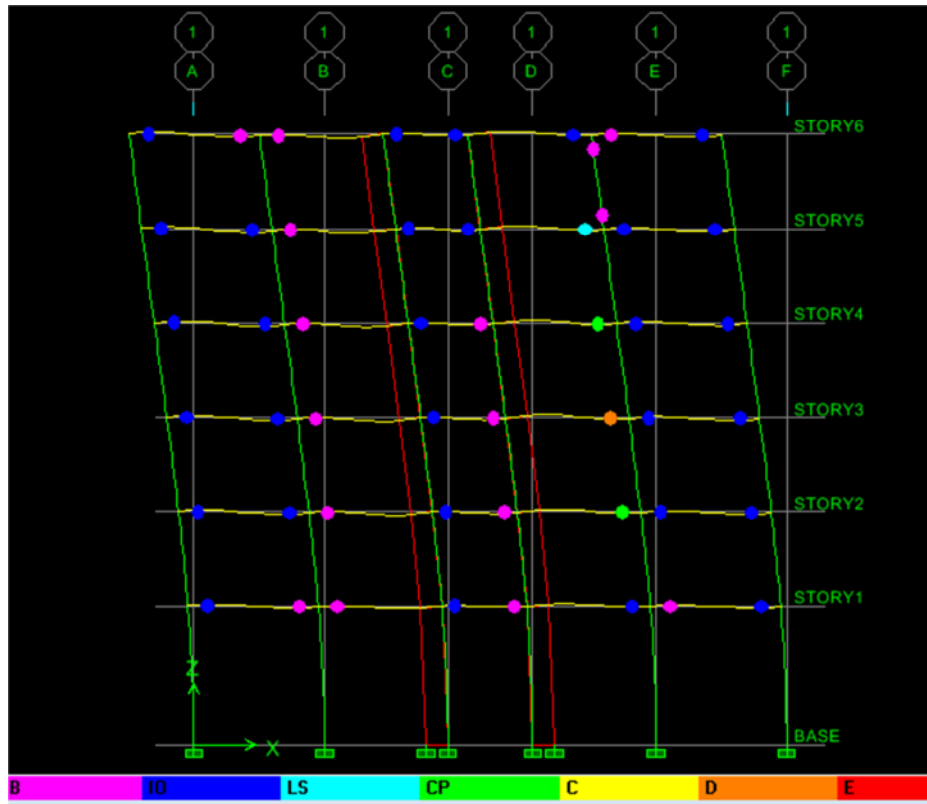 1 1 1 1 1 1
A B C D E F
STORY6
STORY5
STORY4
STORY3
STORY2
STORY1
Z
X
BASE
B IO LS CP C D E